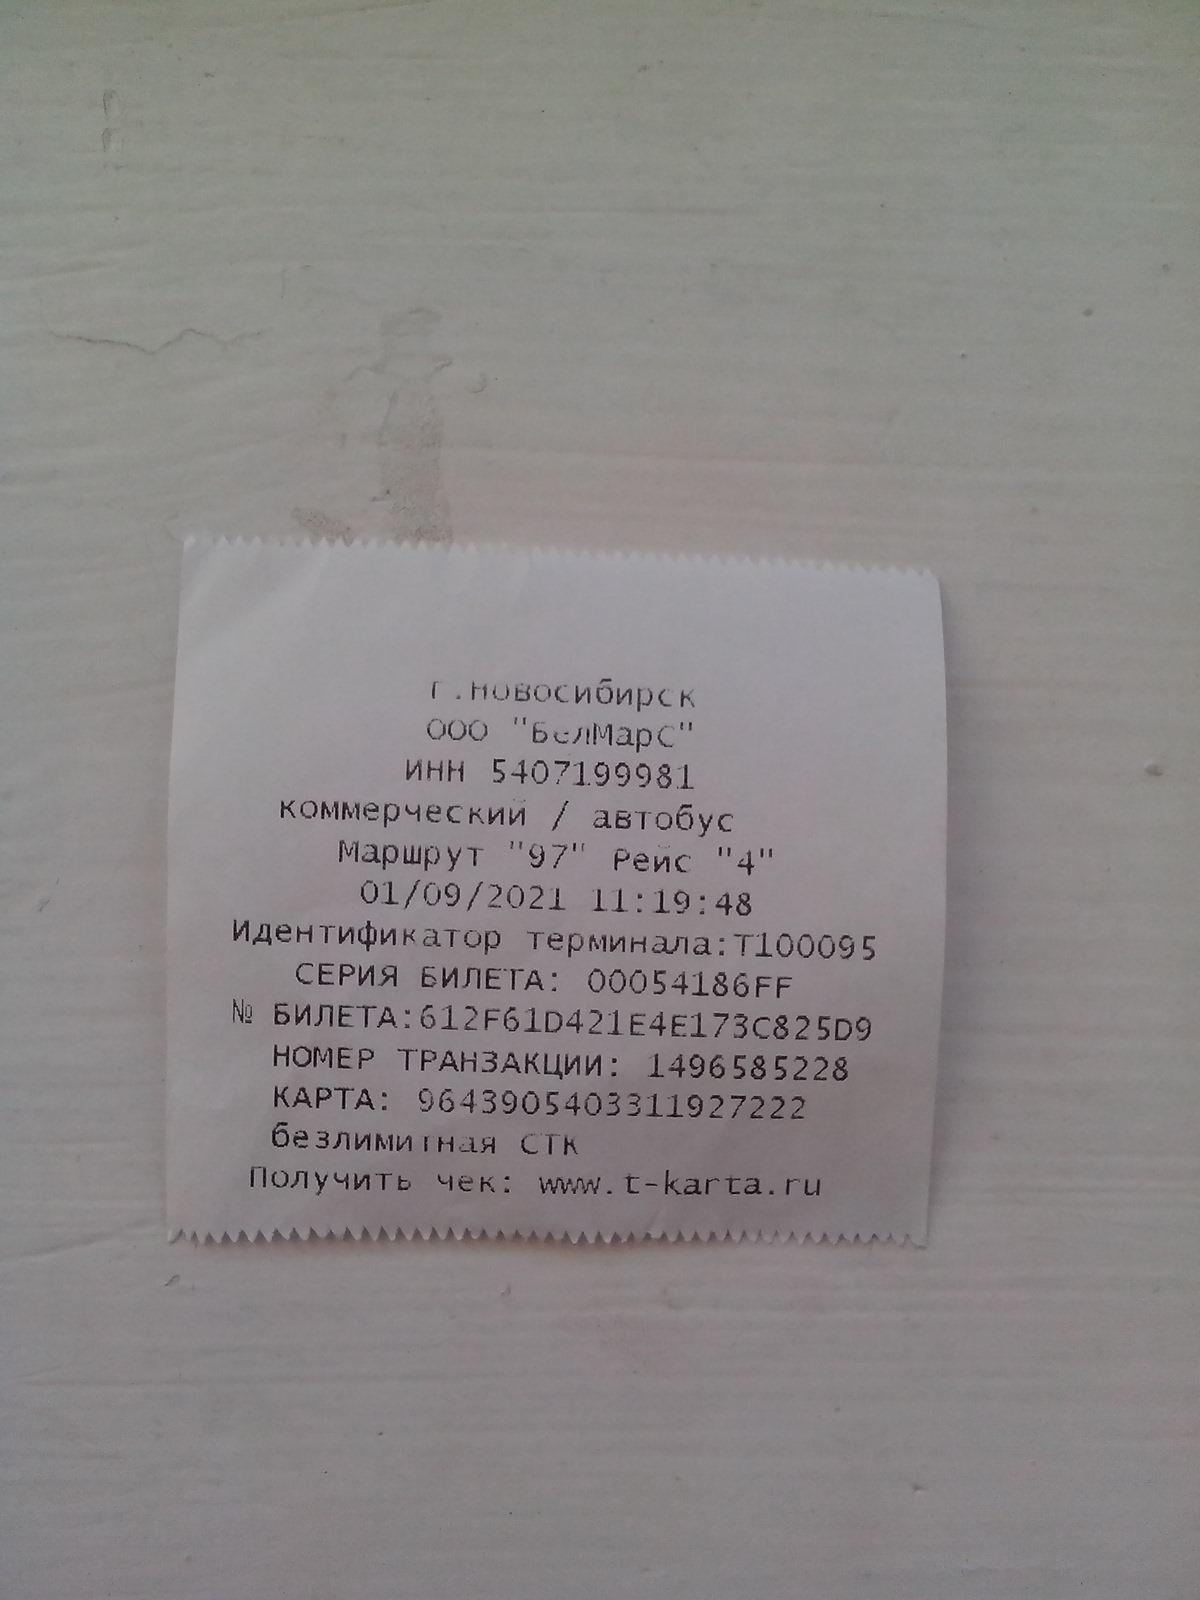 г.Новосибирск
ООО "БелМарС"
ИНН 5407199981
коммерческий / автобус
Маршрут "97" Рейс "4"
01/09/2021 11:19:48
Идентификатор терминала:T100095
СЕРИЯ БИЛЕТА: 00054186FF
№ БИЛЕТА:612F61D421E4E173C825D9
НОМЕР ТРАНЗАКЦИИ: 1496585228
КАРТА: 9643905403311927222
безлимитная СТК
Получить чек: www.t-karta.ru